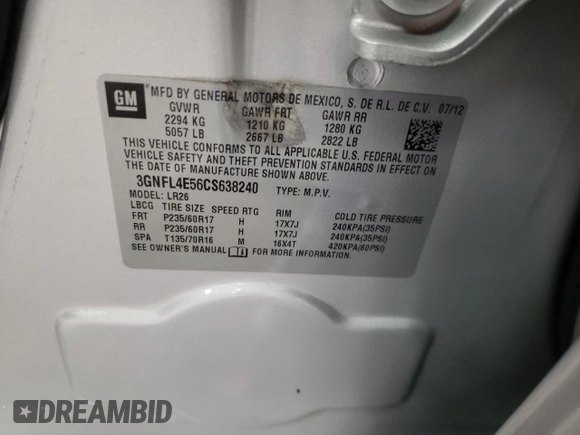 GM
MFD BY GENERAL MOTORS DE MEXICO, S. DE R.L. DE C.V. 07/12
GVWR GAWR FRT GAWR RR
2294 KG 1210 KG 1280 KG
5057 LB 2667 LB 2822 LB
THIS VEHICLE CONFORMS TO ALL APPLICABLE U.S. FEDERAL MOTOR
VEHICLE SAFETY AND THEFT PREVENTION STANDARDS IN EFFECT ON
THE DATE OF MANUFACTURE SHOWN ABOVE.
3GNFL4E56CS638240 TYPE: M.P.V.
MODEL: LR26
LBCG TIRE SIZE SPEED RTG RIM COLD TIRE PRESSURE
FRT P235/60R17 H 17X7J 240KPA(35PSI)
RR P235/60R17 H 17X7J 240KPA(35PSI)
SPA T135/70R16 M 16X4T 420KPA(60PSI)
SEE OWNER'S MANUAL FOR MORE INFORMATION.
DREAMBID